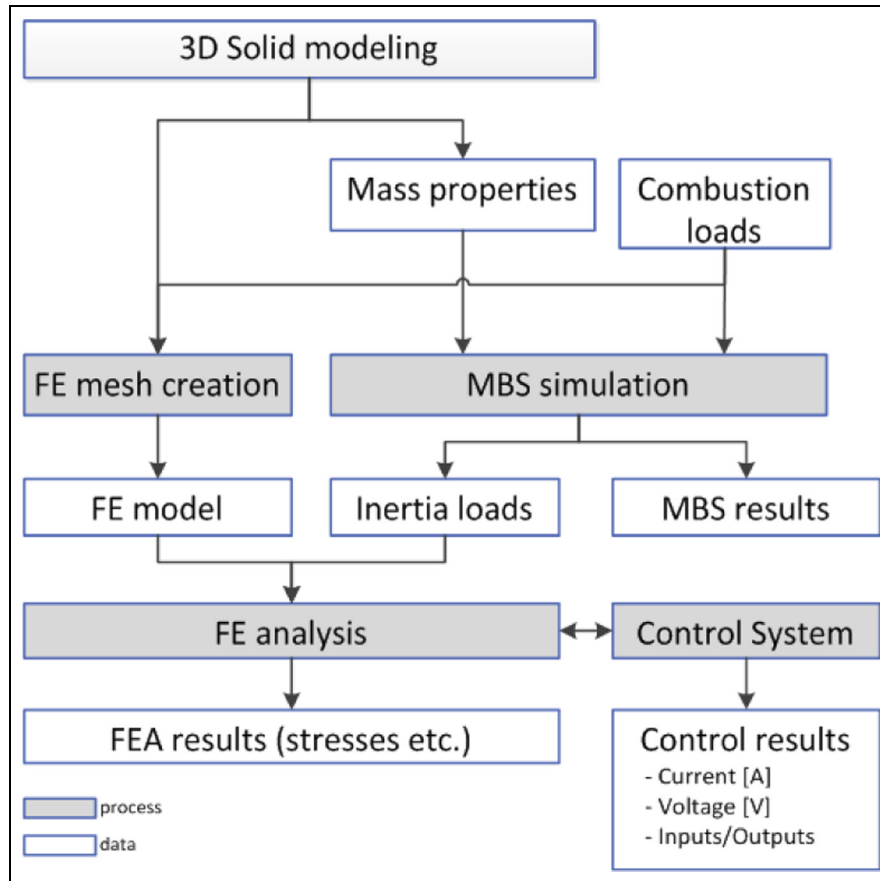 3D Solid modeling
Mass properties
Combustion
loads
FE mesh creation
MBS simulation
FE model
Inertia loads
MBS results
FE analysis
Control System
FEA results (stresses etc.)
Control results
- Current [A]
- Voltage [V]
- Inputs/Outputs
process
data